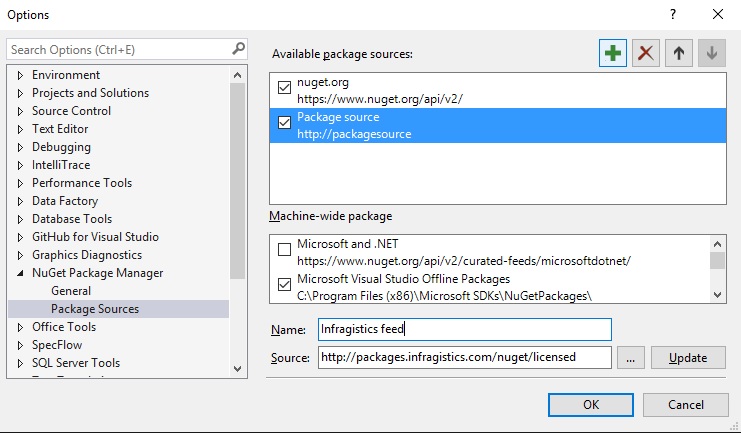 Options
Search Options (Ctrl+E)
Environment
Projects and Solutions
Source Control
Text Editor
Debugging
IntelliTrace
Performance Tools
Data Factory
Database Tools
GitHub for Visual Studio
Graphics Diagnostics
NuGet Package Manager
General
Package Sources
Office Tools
SpecFlow
SQL Server Tools
Available package sources:
nuget.org
https://www.nuget.org/api/v2/
Package source
http://packagesource
Machine-wide package
Microsoft and .NET
https://www.nuget.org/api/v2/curated-feeds/microsoftdotnet/
Microsoft Visual Studio Offline Packages
C:\Program Files (x86)\Microsoft SDKs\NuGetPackages\
Name:
Infragistics feed
Source:
http://packages.infragistics.com/nuget/licensed
...
Update
OK
Cancel